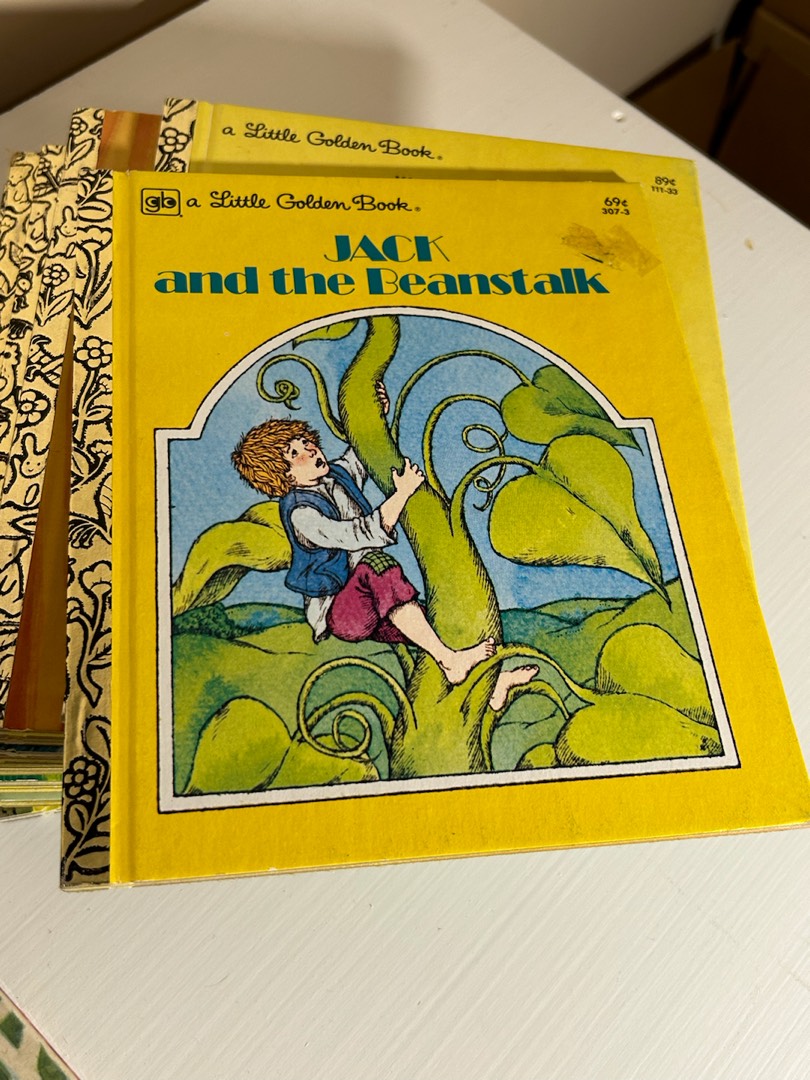 a Little Golden Book®
89¢
111-33
gb a Little Golden Book®
69¢
307-3
JACK
and the Beanstalk